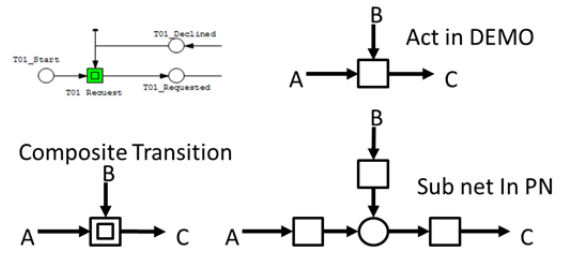 T01_Declined
T01_Start
T01_Requested
T01 Request
B
Act in DEMO
A
C
Composite Transition
B
A
C
B
Sub net In PN
A
C